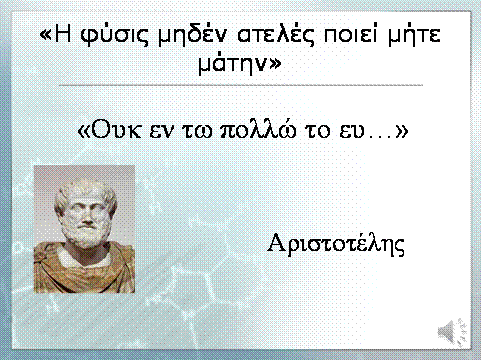 «Η φύσις μηδέν ατελές ποιεί μήτε
μάτην»
«Ουκ εν τω πολλώ το ευ…»
Αριστοτέλης